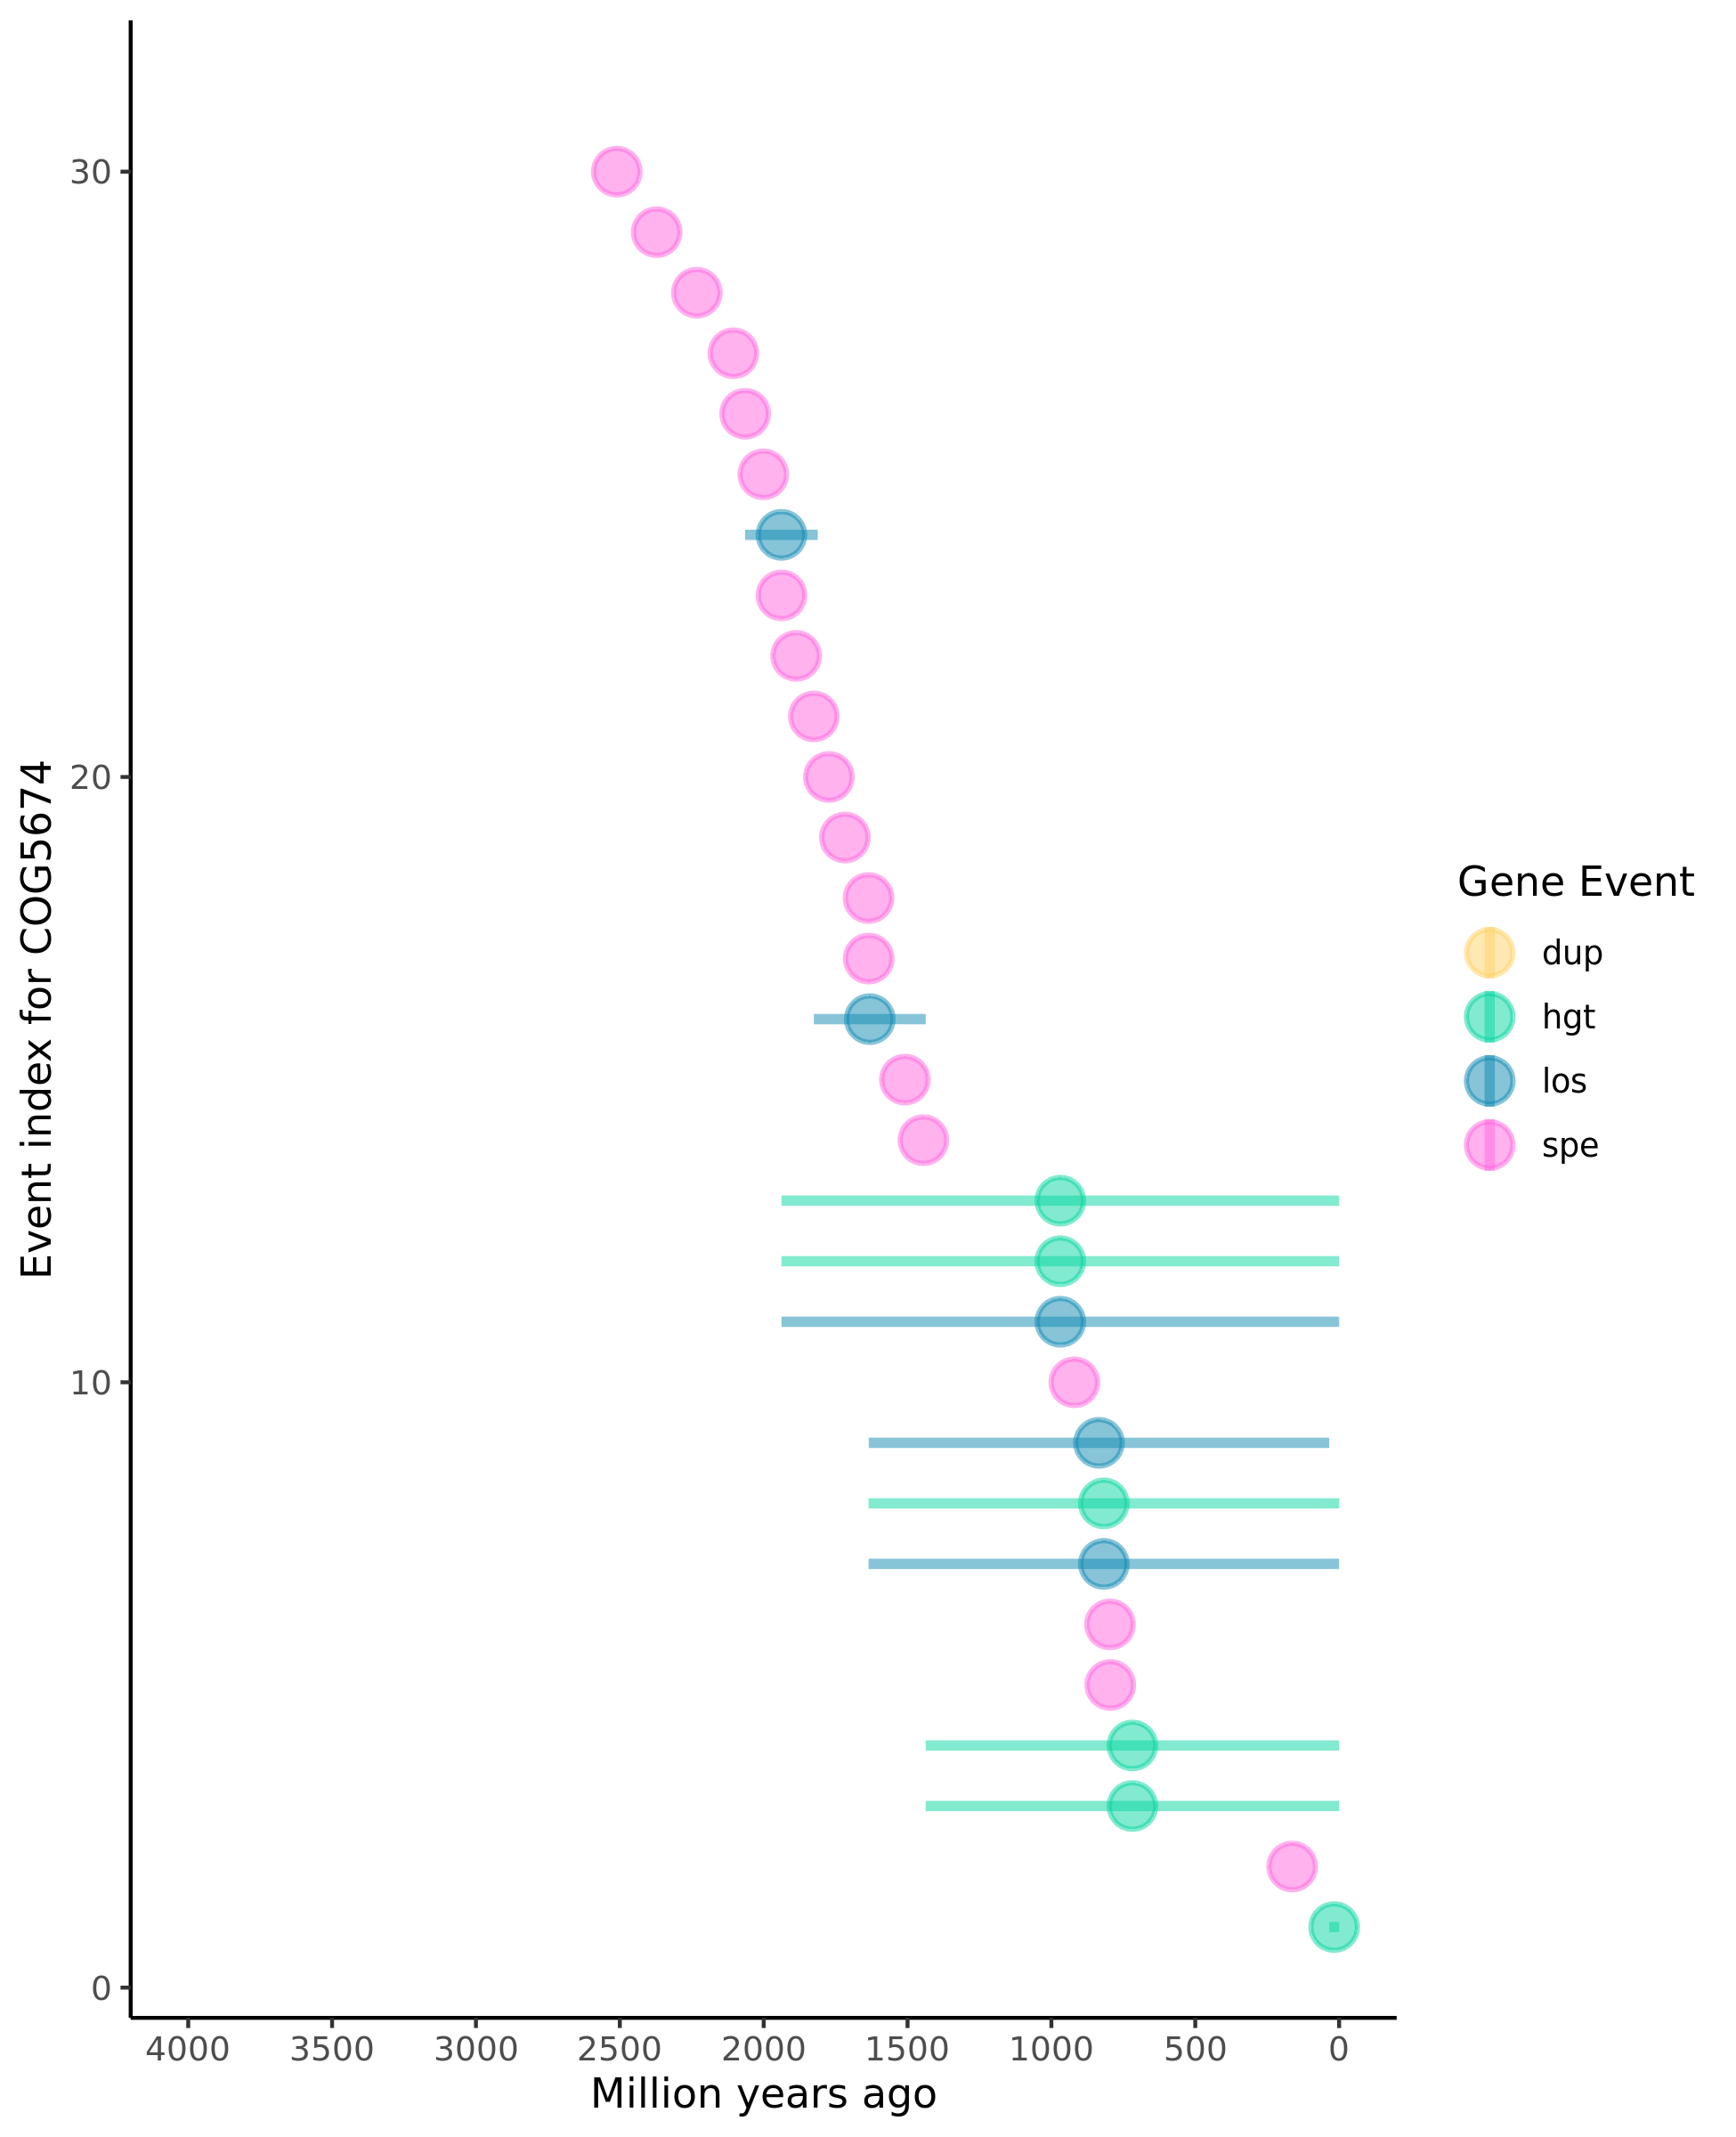 30
20
10
0
Event index for COG5674
4000 3500 3000 2500 2000 1500 1000 500 0
Million years ago
Gene Event
dup
hgt
los
spe